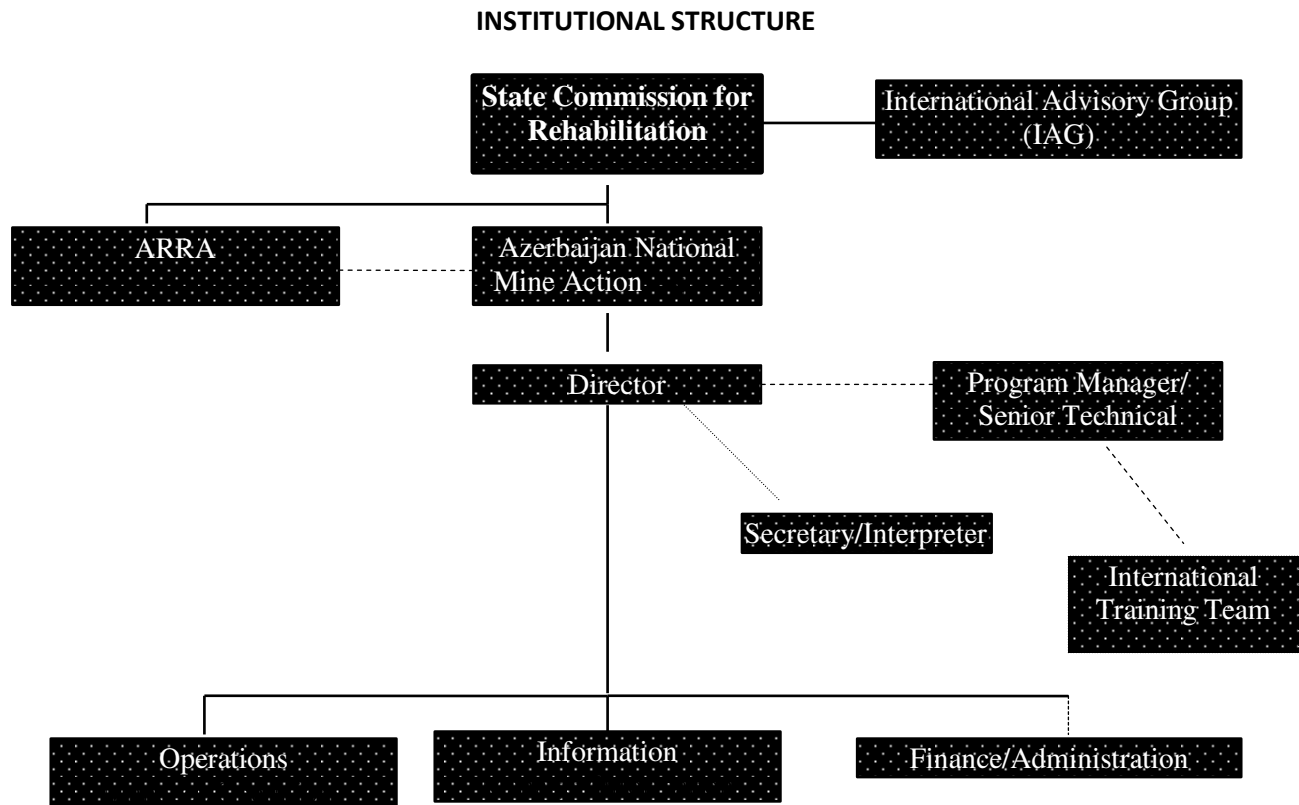 INSTITUTIONAL STRUCTURE
State Commission for
Rehabilitation
International Advisory Group
(IAG)
ARRA
Azerbaijan National
Mine Action
Director
Program Manager/
Senior Technical
Secretary/Interpreter
International
Training Team
Operations
Information
Finance/Administration